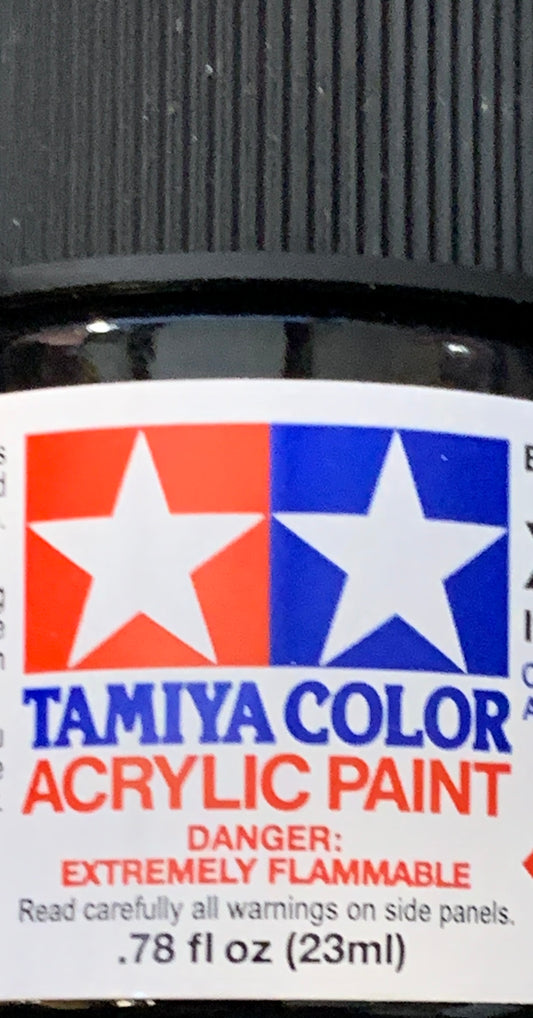 TAMIYA COLOR
ACRYLIC PAINT
DANGER:
EXTREMELY FLAMMABLE
Read carefully all warnings on side panels.
.78 fl oz (23ml)